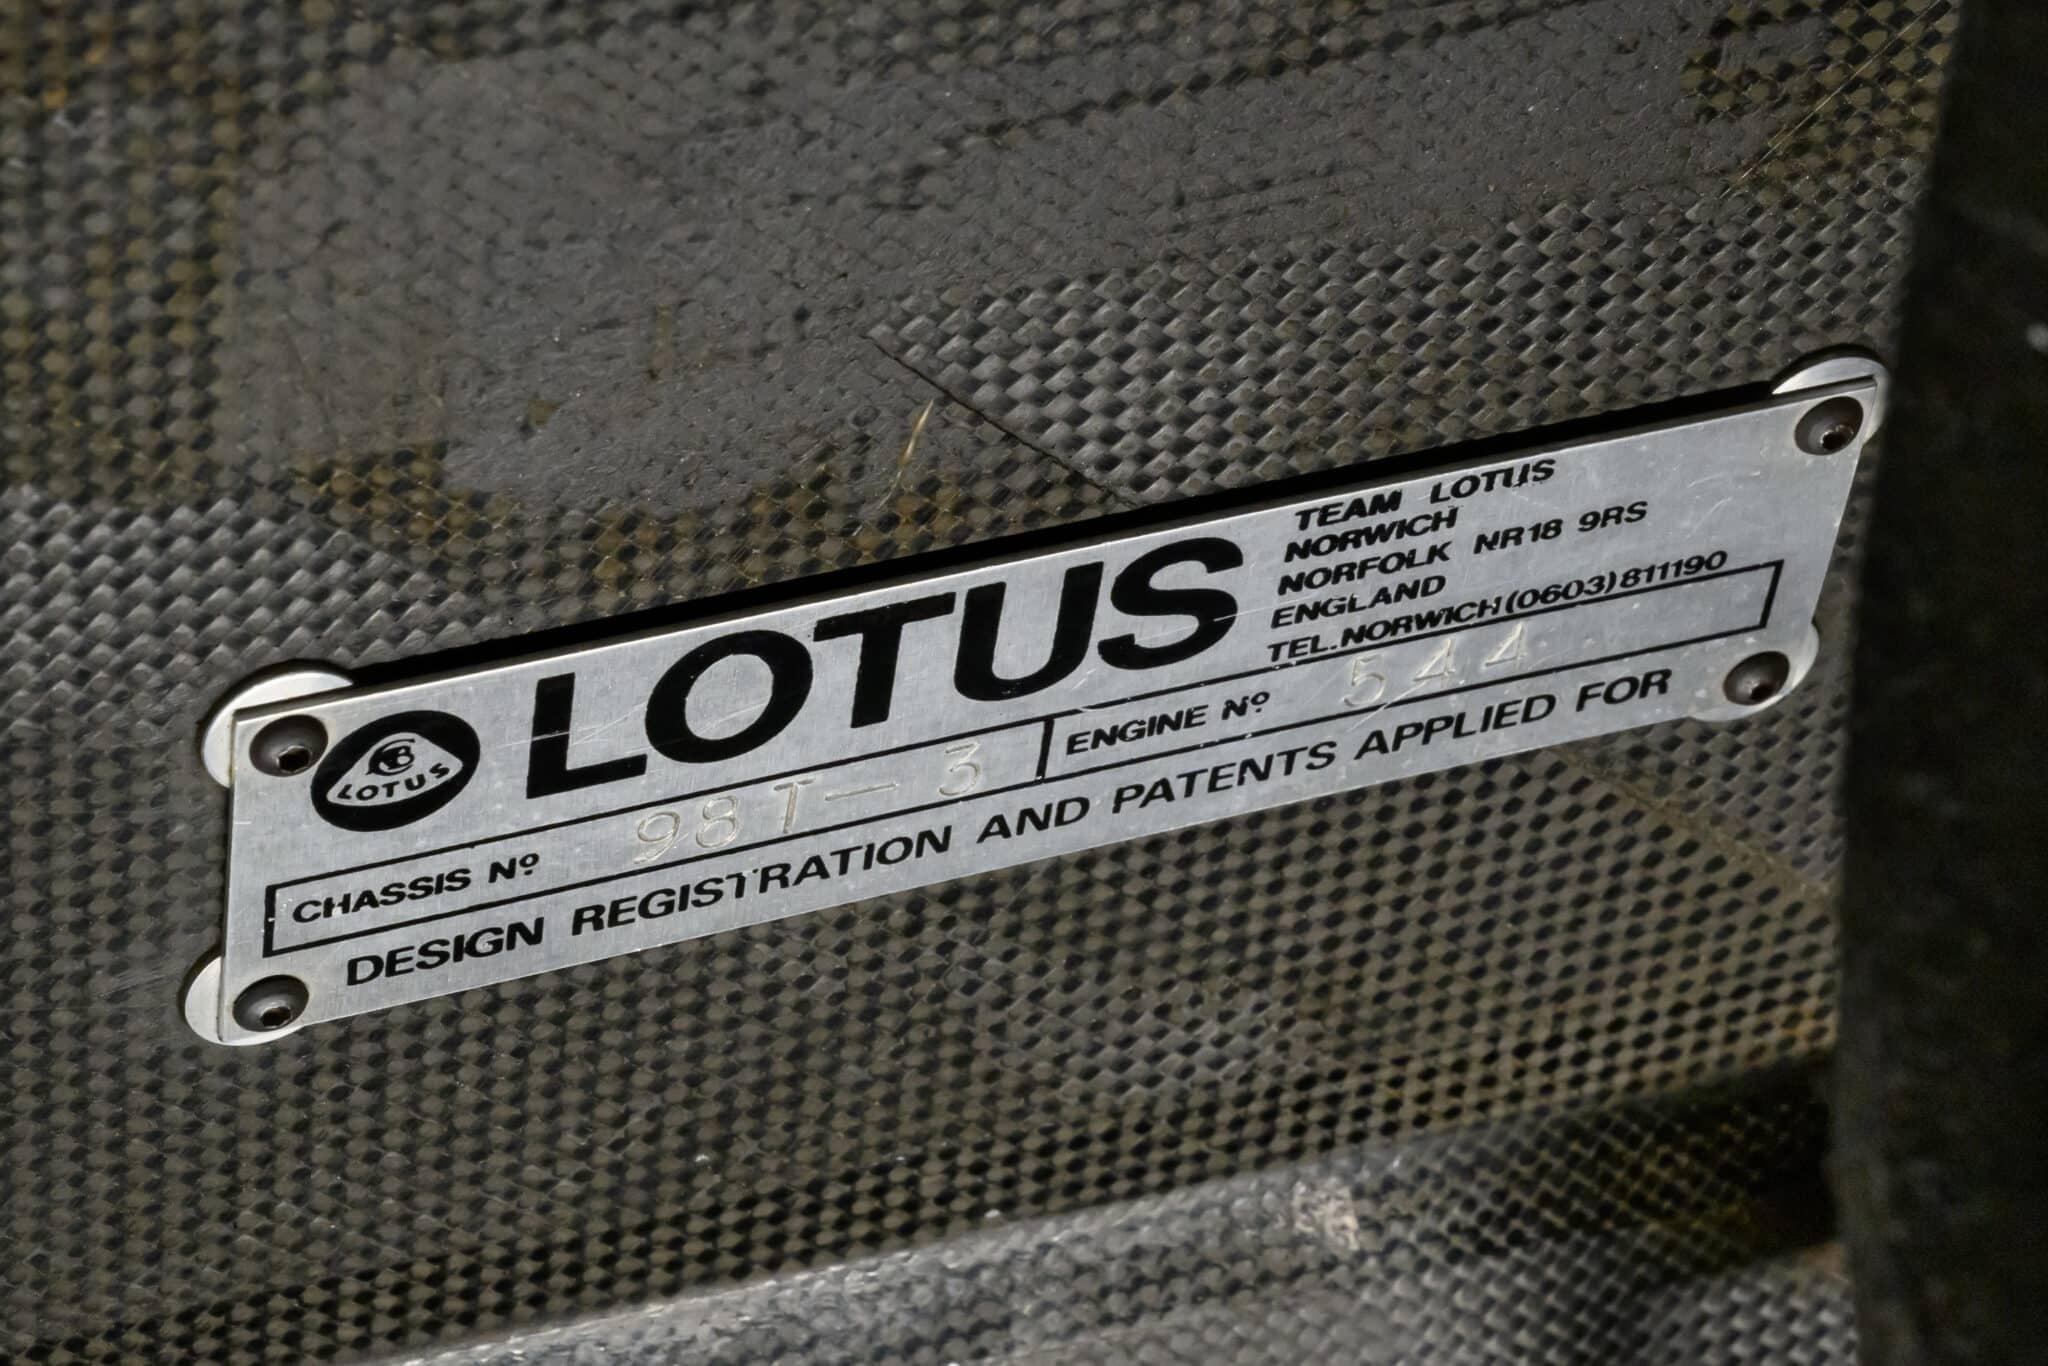 LOTUS
LOTUS
TEAM LOTUS
NORWICH
NORFOLK NR18 9RS
ENGLAND
TEL.NORWICH (0603) 811190
CHASSIS Nº 98T-3
ENGINE Nº 544
DESIGN REGISTRATION AND PATENTS APPLIED FOR